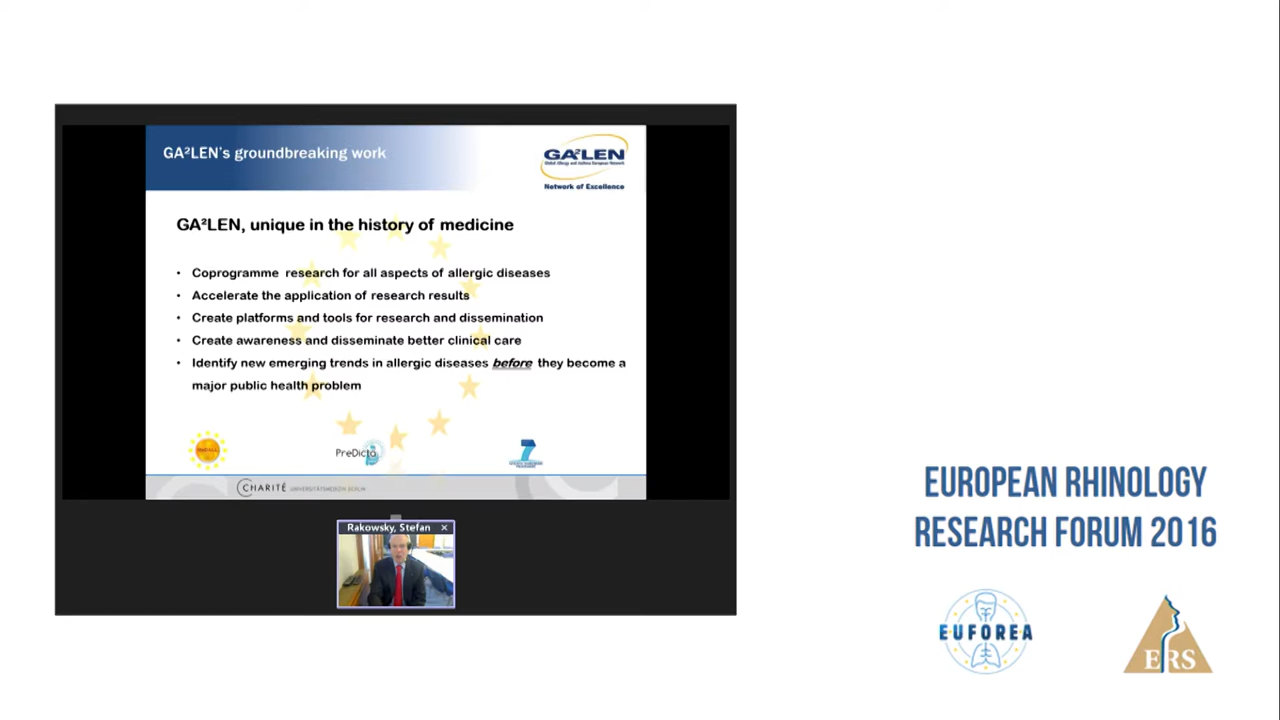 GA²LEN's groundbreaking work
GA²LEN
Global Allergy and Asthma European Network
Network of Excellence
GA²LEN, unique in the history of medicine
• Coprogramme research for all aspects of allergic diseases
• Accelerate the application of research results
• Create platforms and tools for research and dissemination
• Create awareness and disseminate better clinical care
• Identify new emerging trends in allergic diseases before they become a
major public health problem
PreDicta
7
CHARITÉ UNIVERSITÄTSMEDIZIN BERLIN
Rakowsky, Stefan
EUROPEAN RHINOLOGY
RESEARCH FORUM 2016
EUFOREA
ERS